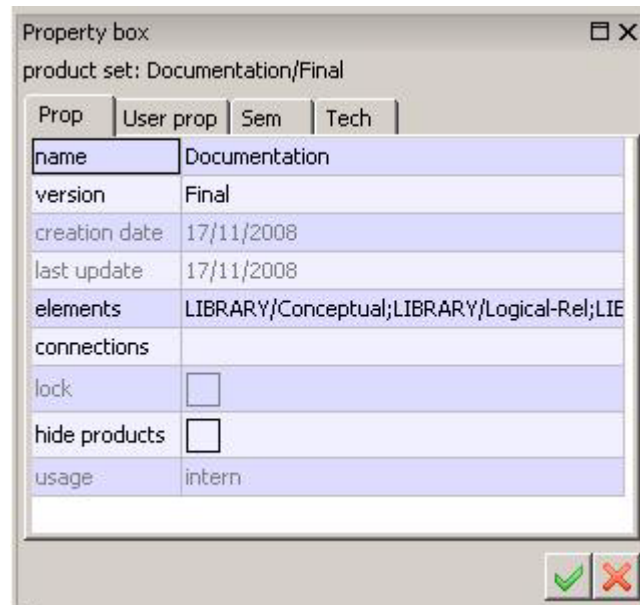 Property box
product set: Documentation/Final
Prop User prop Sem Tech
name Documentation
version Final
creation date 17/11/2008
last update 17/11/2008
elements LIBRARY/Conceptual;LIBRARY/Logical-Rel;LIE
connections
lock
hide products
usage intern